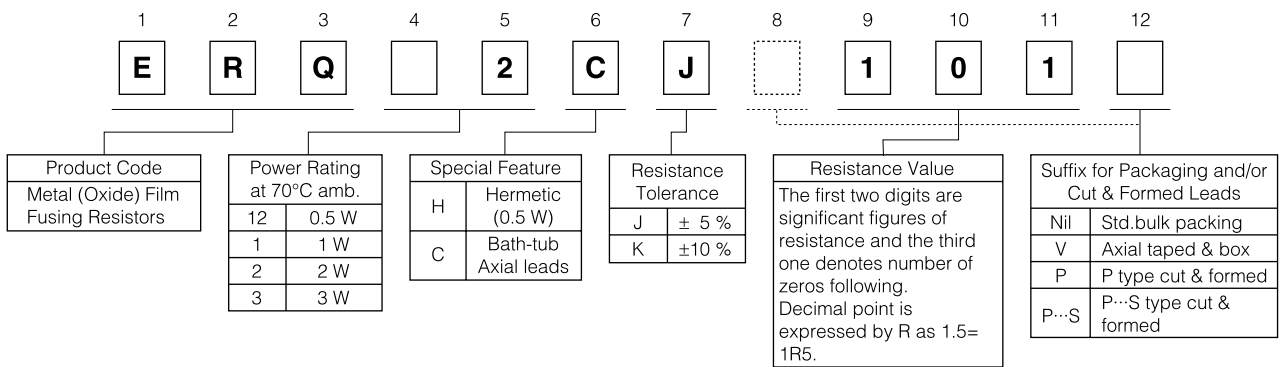 1 2 3 4 5 6 7 8 9 10 11 12
E R Q 2 C J 1 0 1
Product Code
Metal (Oxide) Film
Fusing Resistors
Power Rating
at 70°C amb.
12 0.5 W
1 1 W
2 2 W
3 3 W
Special Feature
H Hermetic
(0.5 W)
C Bath-tub
Axial leads
Resistance
Tolerance
J ± 5 %
K ±10 %
Resistance Value
The first two digits are
significant figures of
resistance and the third
one denotes number of
zeros following.
Decimal point is
expressed by R as 1.5=
1R5.
Suffix for Packaging and/or
Cut & Formed Leads
Nil Std.bulk packing
V Axial taped & box
P P type cut & formed
P···S P···S type cut &
formed